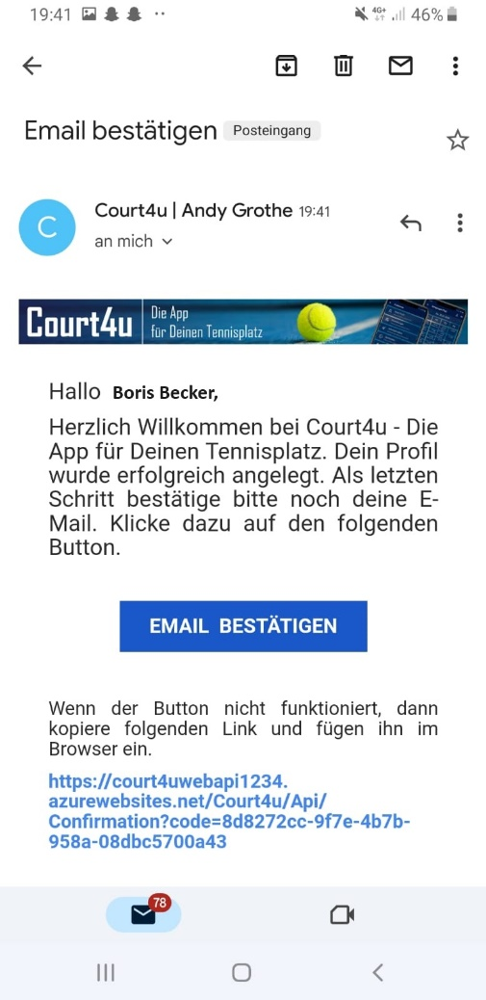 19:41
4G+
46%
Email bestätigen Posteingang
C
Court4u | Andy Grothe 19:41
an mich
Court4u
Die App
für Deinen Tennisplatz
Hallo Boris Becker,
Herzlich Willkommen bei Court4u - Die
App für Deinen Tennisplatz. Dein Profil
wurde erfolgreich angelegt. Als letzten
Schritt bestätige bitte noch deine E-
Mail. Klicke dazu auf den folgenden
Button.
EMAIL BESTÄTIGEN
Wenn der Button nicht funktioniert, dann
kopiere folgenden Link und fügen ihn im
Browser ein.
https://court4uwebapi1234.
azurewebsites.net/Court4u/Api/
Confirmation?code=8d8272cc-9f7e-4b7b-
958a-08dbc5700a43
78